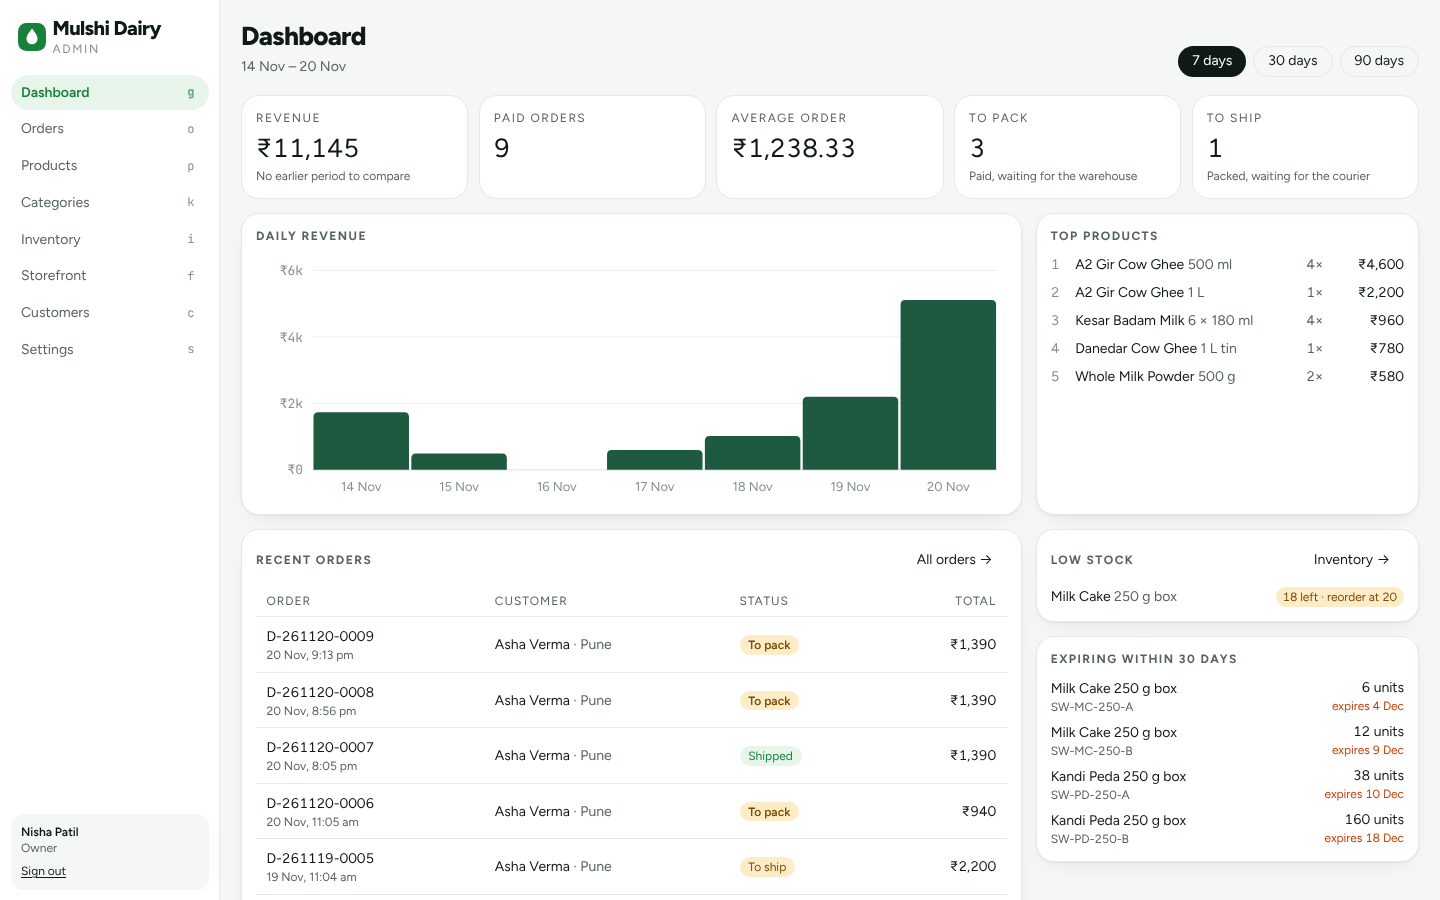 Mulshi Dairy
ADMIN
Dashboard g
Orders o
Products p
Categories k
Inventory i
Storefront f
Customers c
Settings s
Nisha Patil
Owner
Sign out
Dashboard
14 Nov – 20 Nov
7 days 30 days 90 days
REVENUE
₹11,145
No earlier period to compare
PAID ORDERS
9
AVERAGE ORDER
₹1,238.33
TO PACK
3
Paid, waiting for the warehouse
TO SHIP
1
Packed, waiting for the courier
DAILY REVENUE
₹6k
₹4k
₹2k
₹0
14 Nov 15 Nov 16 Nov 17 Nov 18 Nov 19 Nov 20 Nov
TOP PRODUCTS
1 A2 Gir Cow Ghee 500 ml 4× ₹4,600
2 A2 Gir Cow Ghee 1 L 1× ₹2,200
3 Kesar Badam Milk 6 × 180 ml 4× ₹960
4 Danedar Cow Ghee 1 L tin 1× ₹780
5 Whole Milk Powder 500 g 2× ₹580
RECENT ORDERS All orders →
ORDER CUSTOMER STATUS TOTAL
D-261120-0009
20 Nov, 9:13 pm
Asha Verma · Pune To pack ₹1,390
D-261120-0008
20 Nov, 8:56 pm
Asha Verma · Pune To pack ₹1,390
D-261120-0007
20 Nov, 8:05 pm
Asha Verma · Pune Shipped ₹1,390
D-261120-0006
20 Nov, 11:05 am
Asha Verma · Pune To pack ₹940
D-261119-0005
19 Nov, 11:04 am
Asha Verma · Pune To ship ₹2,200
LOW STOCK Inventory →
Milk Cake 250 g box 18 left · reorder at 20
EXPIRING WITHIN 30 DAYS
Milk Cake 250 g box 6 units
SW-MC-250-A expires 4 Dec
Milk Cake 250 g box 12 units
SW-MC-250-B expires 9 Dec
Kandi Peda 250 g box 38 units
SW-PD-250-A expires 10 Dec
Kandi Peda 250 g box 160 units
SW-PD-250-B expires 18 Dec